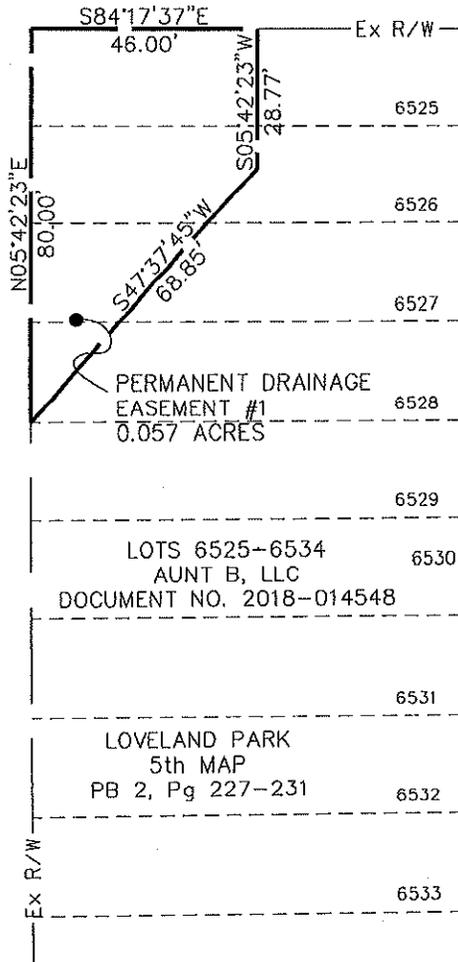 S84°17'37"E
46.00'
Ex R/W
S05°42'23"W
28.77'
6525
6526
N05°42'23"E
80.00'
S47°37'45"W
68.85'
6527
PERMANENT DRAINAGE
EASEMENT #1
0.057 ACRES
6528
6529
LOTS 6525-6534
6530
AUNT B, LLC
DOCUMENT NO. 2018-014548
6531
LOVELAND PARK
5th MAP
PB 2, Pg 227-231
6532
6533
Ex R/W